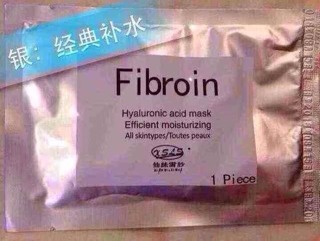 银：经典补水
Fibroin
Hyaluronic acid mask
Efficient moisturizing
All skintypes/Toutes peaux
1 Piece